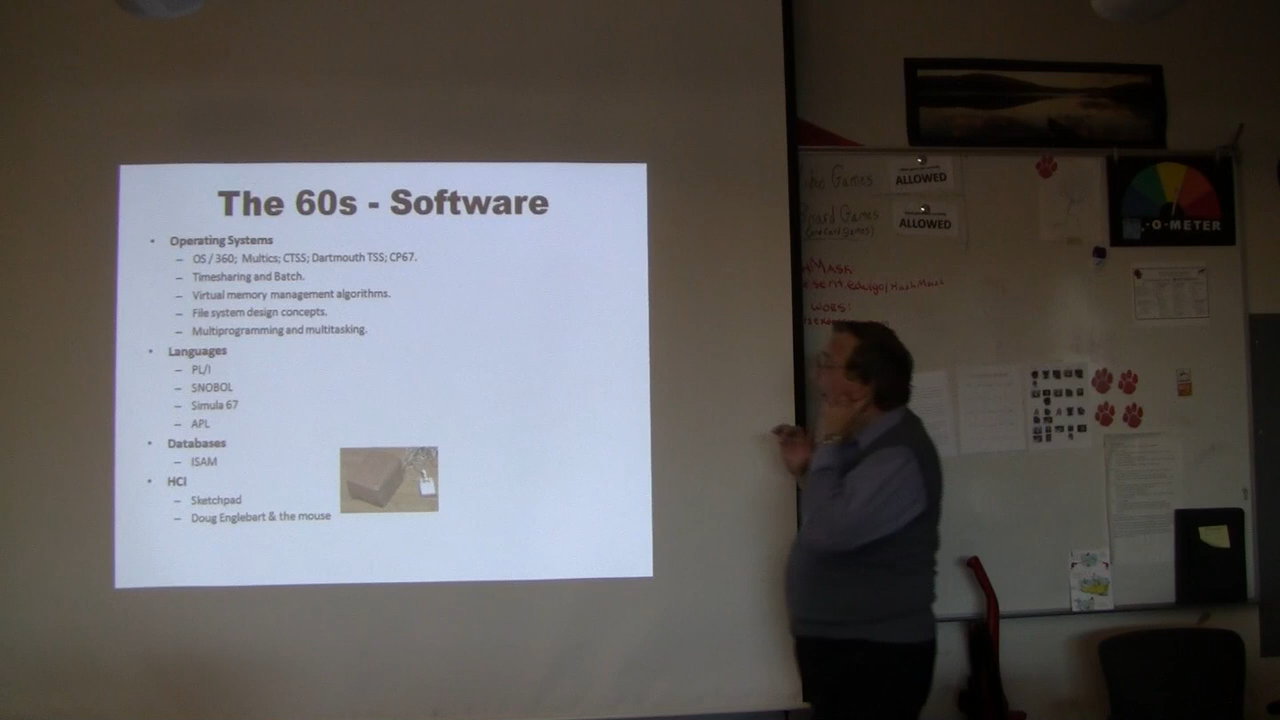 The 60s - Software
• Operating Systems
– OS / 360; Multics; CTSS; Dartmouth TSS; CP67.
– Timesharing and Batch.
– Virtual memory management algorithms.
– File system design concepts.
– Multiprogramming and multitasking.
• Languages
– PL/I
– SNOBOL
– Simula 67
– APL
• Databases
– ISAM
• HCI
– Sketchpad
– Doug Englebart & the mouse
Games
ALLOWED
Board Games
ALLOWED
-O-METER